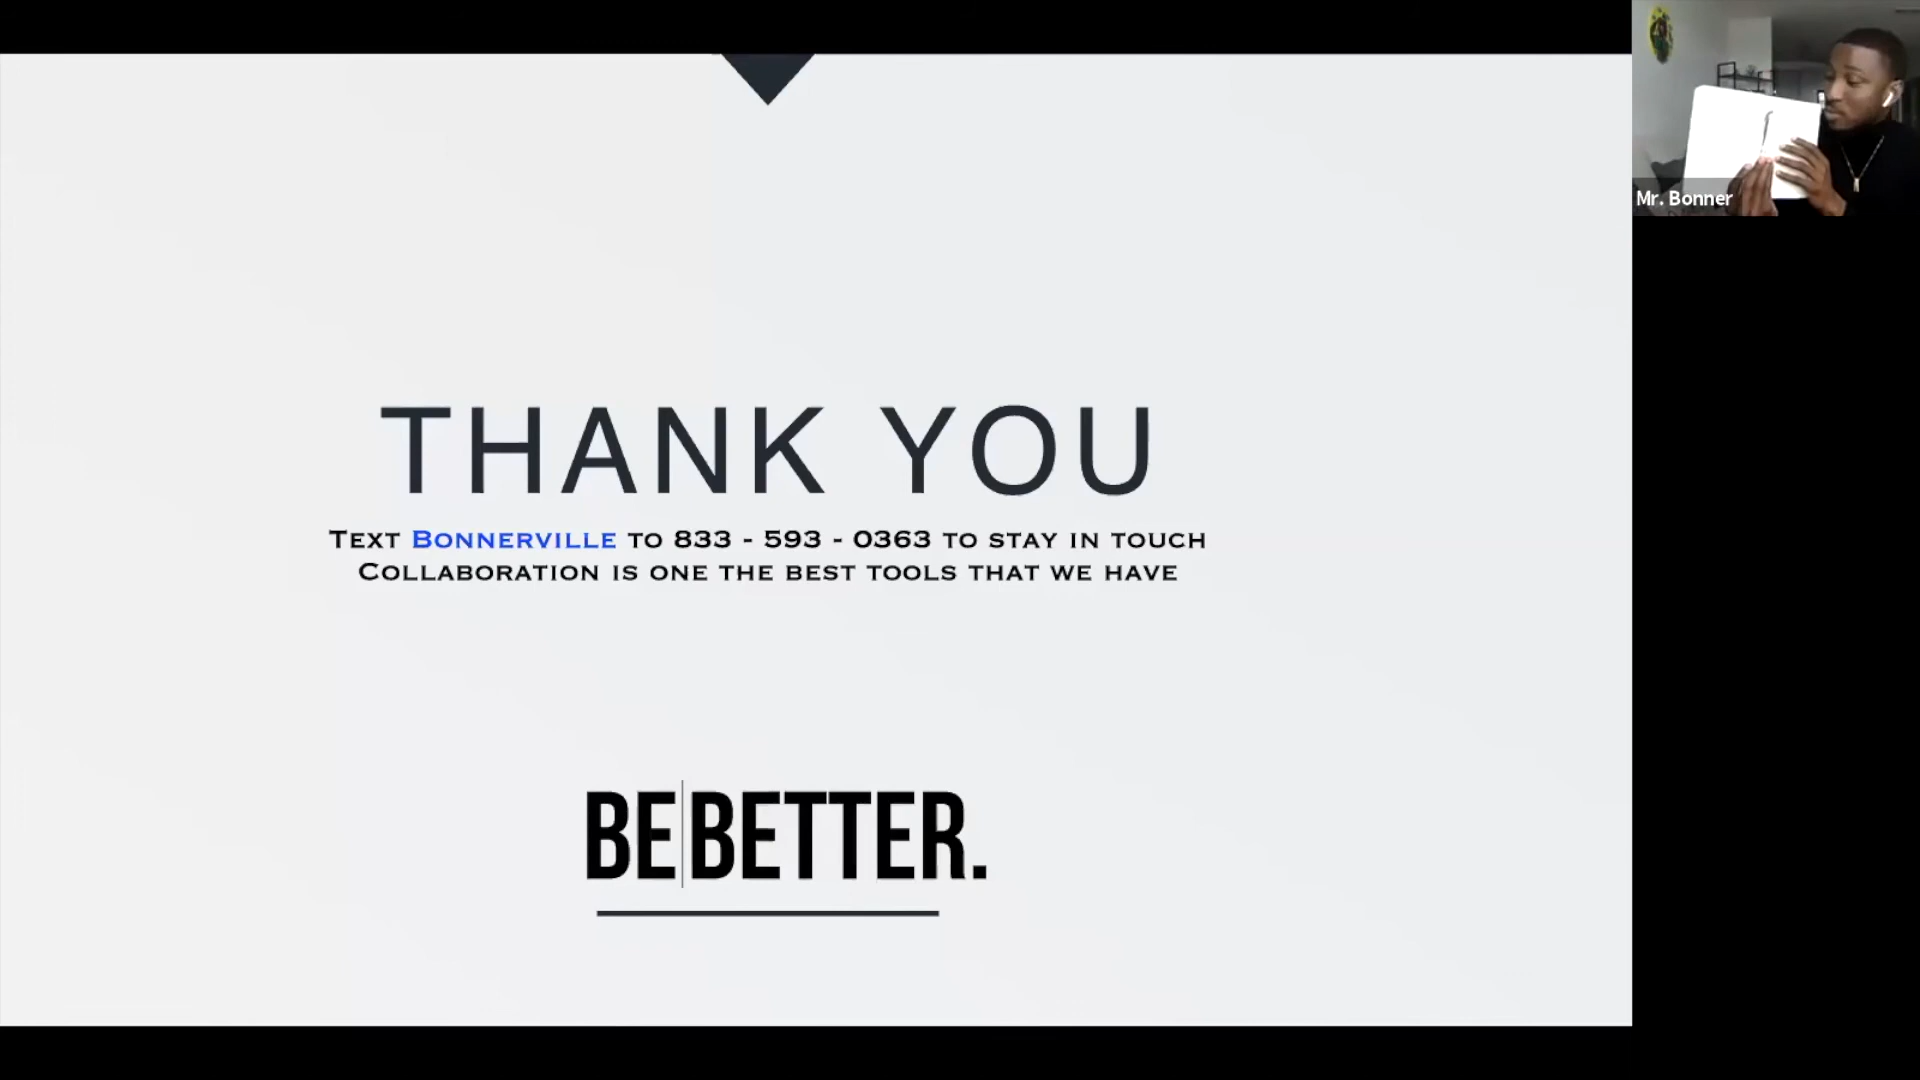 THANK YOU
Text Bonnerville to 833 - 593 - 0363 to stay in touch
Collaboration is one the best tools that we have
BE BETTER.
Mr. Bonner